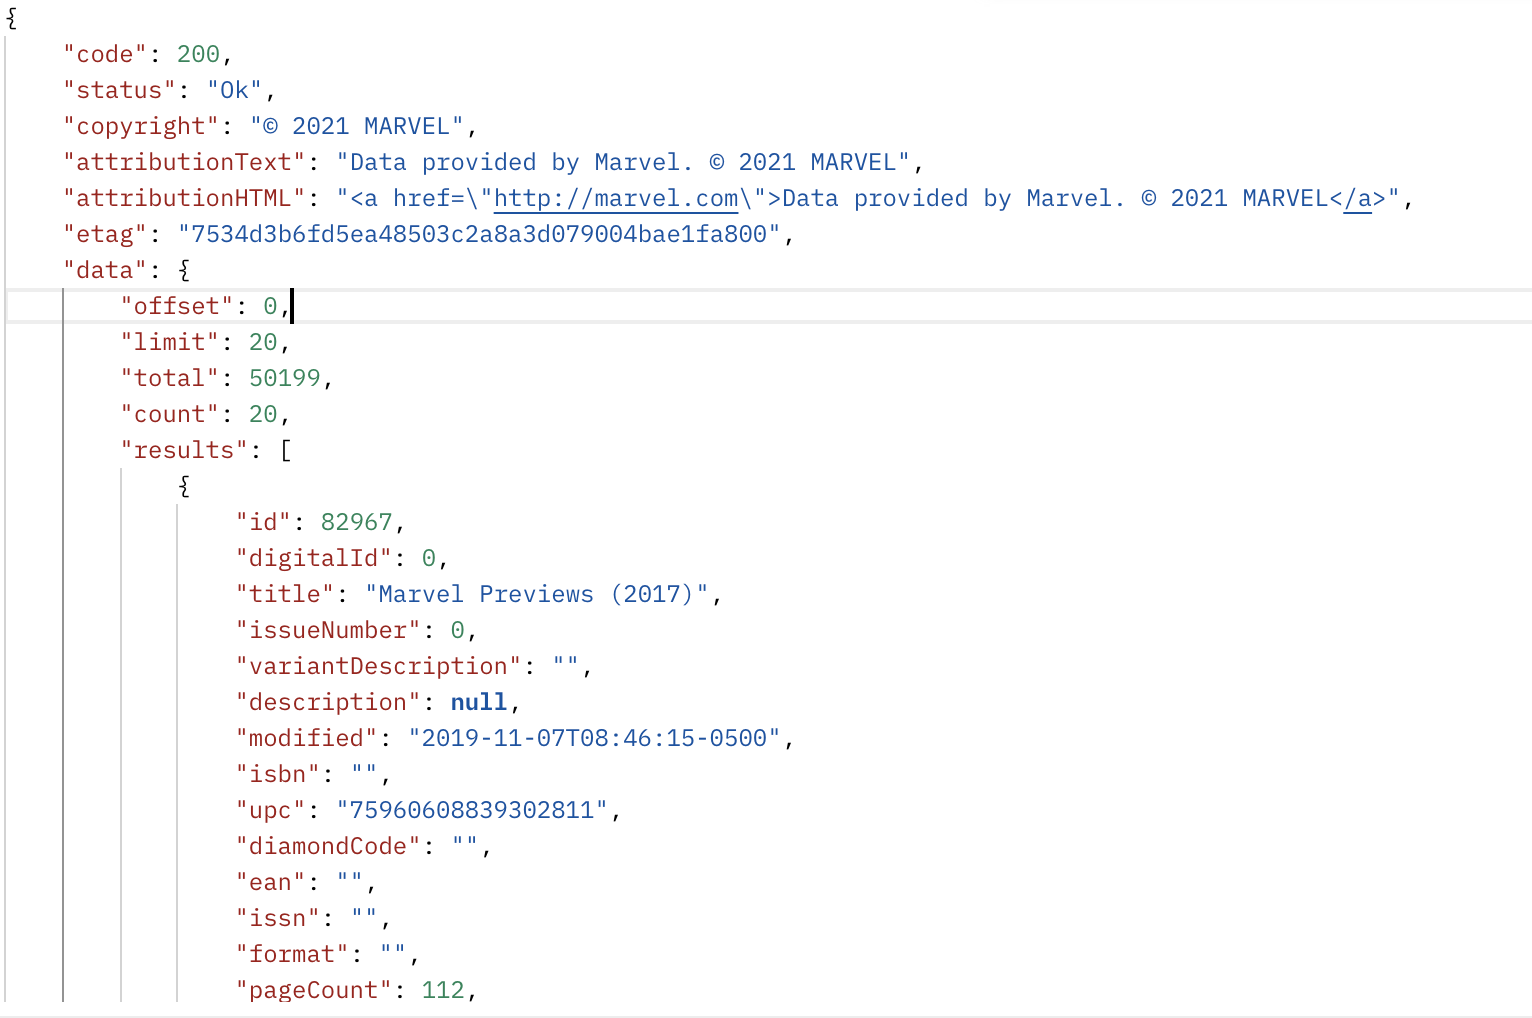 {
"code": 200,
"status": "Ok",
"copyright": "© 2021 MARVEL",
"attributionText": "Data provided by Marvel. © 2021 MARVEL",
"attributionHTML": "<a href=\"http://marvel.com\">Data provided by Marvel. © 2021 MARVEL</a>",
"etag": "7534d3b6fd5ea48503c2a8a3d079004bae1fa800",
"data": {
"offset": 0,
"limit": 20,
"total": 50199,
"count": 20,
"results": [
{
"id": 82967,
"digitalId": 0,
"title": "Marvel Previews (2017)",
"issueNumber": 0,
"variantDescription": "",
"description": null,
"modified": "2019-11-07T08:46:15-0500",
"isbn": "",
"upc": "75960608839302811",
"diamondCode": "",
"ean": "",
"issn": "",
"format": "",
"pageCount": 112,